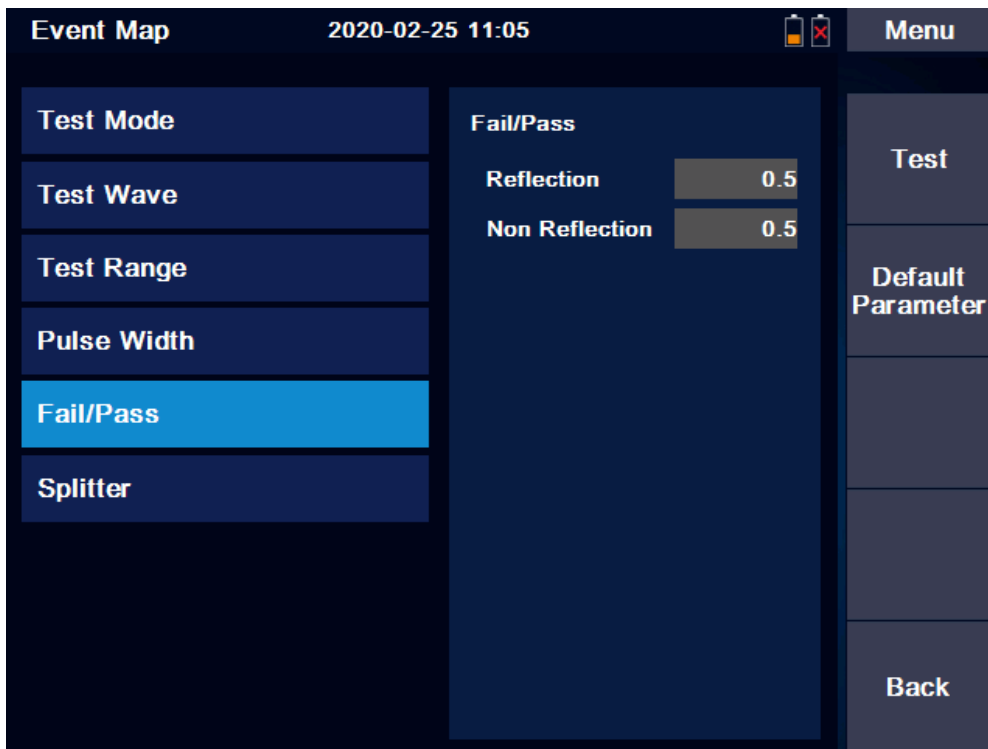 Event Map 2020-02-25 11:05
Menu
Test Mode
Test Wave
Test Range
Pulse Width
Fail/Pass
Splitter
Fail/Pass
Reflection 0.5
Non Reflection 0.5
Test
Default
Parameter
Back